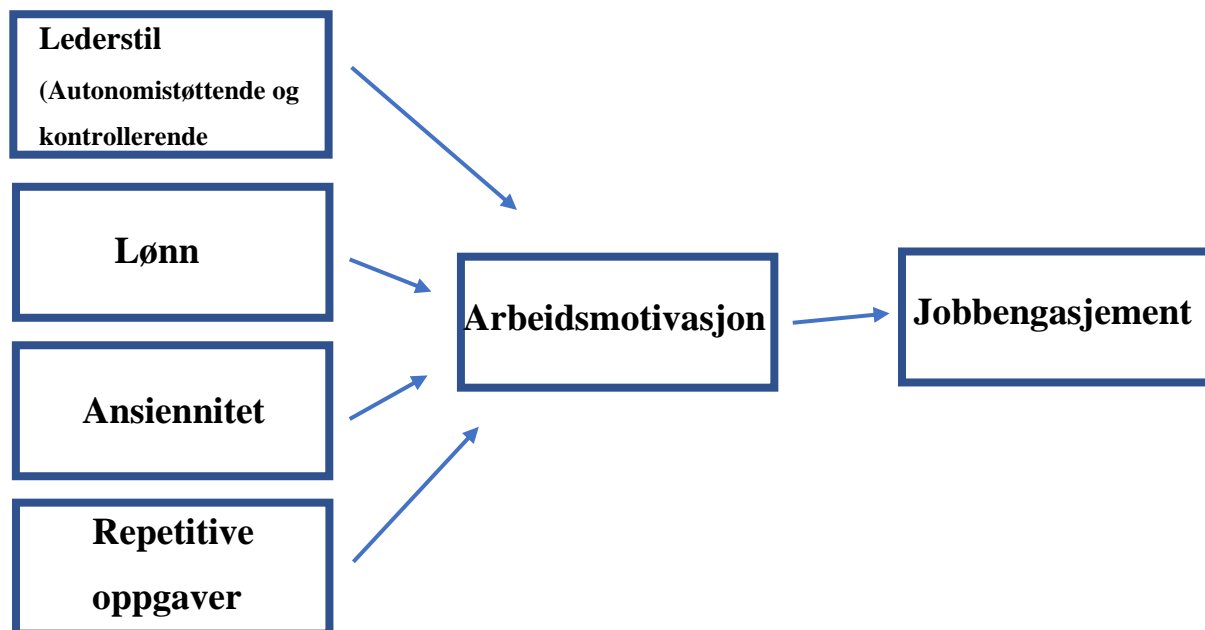 Lederstil
(Autonomistøttende og
kontrollerende
Lønn
Arbeidsmotivasjon
Jobbengasjement
Ansiennitet
Repetitive
oppgaver